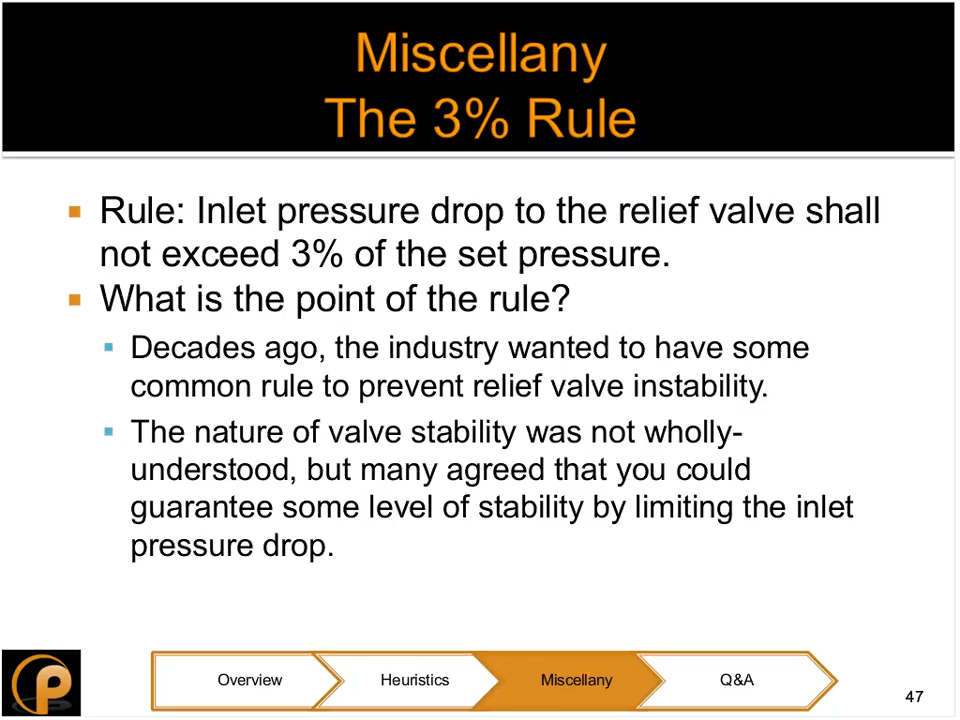 Miscellany
The 3% Rule
Rule: Inlet pressure drop to the relief valve shall
not exceed 3% of the set pressure.
What is the point of the rule?
Decades ago, the industry wanted to have some
common rule to prevent relief valve instability.
The nature of valve stability was not wholly-
understood, but many agreed that you could
guarantee some level of stability by limiting the inlet
pressure drop.
P
Overview
Heuristics
Miscellany
Q&A
47